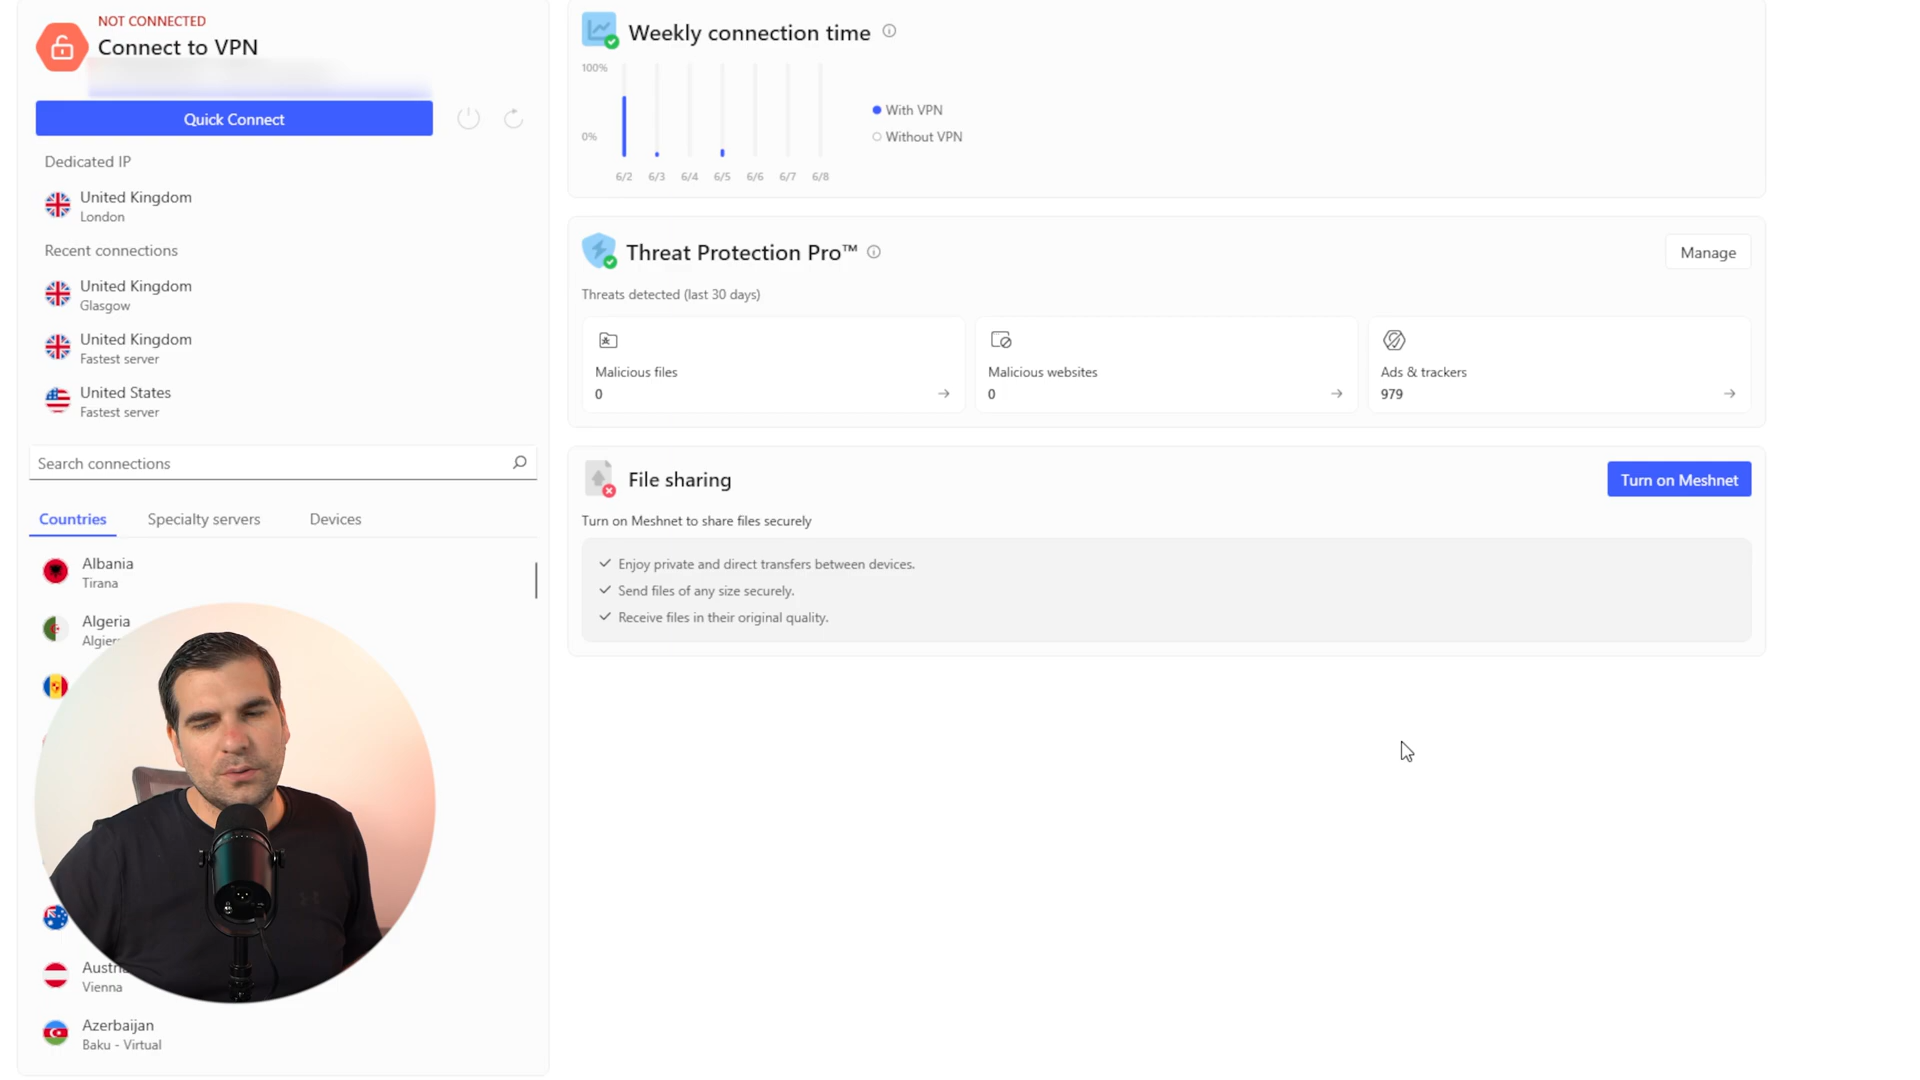 NOT CONNECTED
Connect to VPN
Quick Connect
Dedicated IP
United Kingdom
London
Recent connections
United Kingdom
Glasgow
United Kingdom
Fastest server
United States
Fastest server
Search connections
Countries
Specialty servers
Devices
Albania
Tirana
Algeria
Vienna
Azerbaijan
Baku - Virtual
Weekly connection time
100%
0%
6/2 6/3 6/4 6/5 6/6 6/7 6/8
With VPN
Without VPN
Threat Protection Pro™
Manage
Threats detected (last 30 days)
Malicious files
0
Malicious websites
0
Ads & trackers
979
File sharing
Turn on Meshnet
Turn on Meshnet to share files securely
Enjoy private and direct transfers between devices.
Send files of any size securely.
Receive files in their original quality.